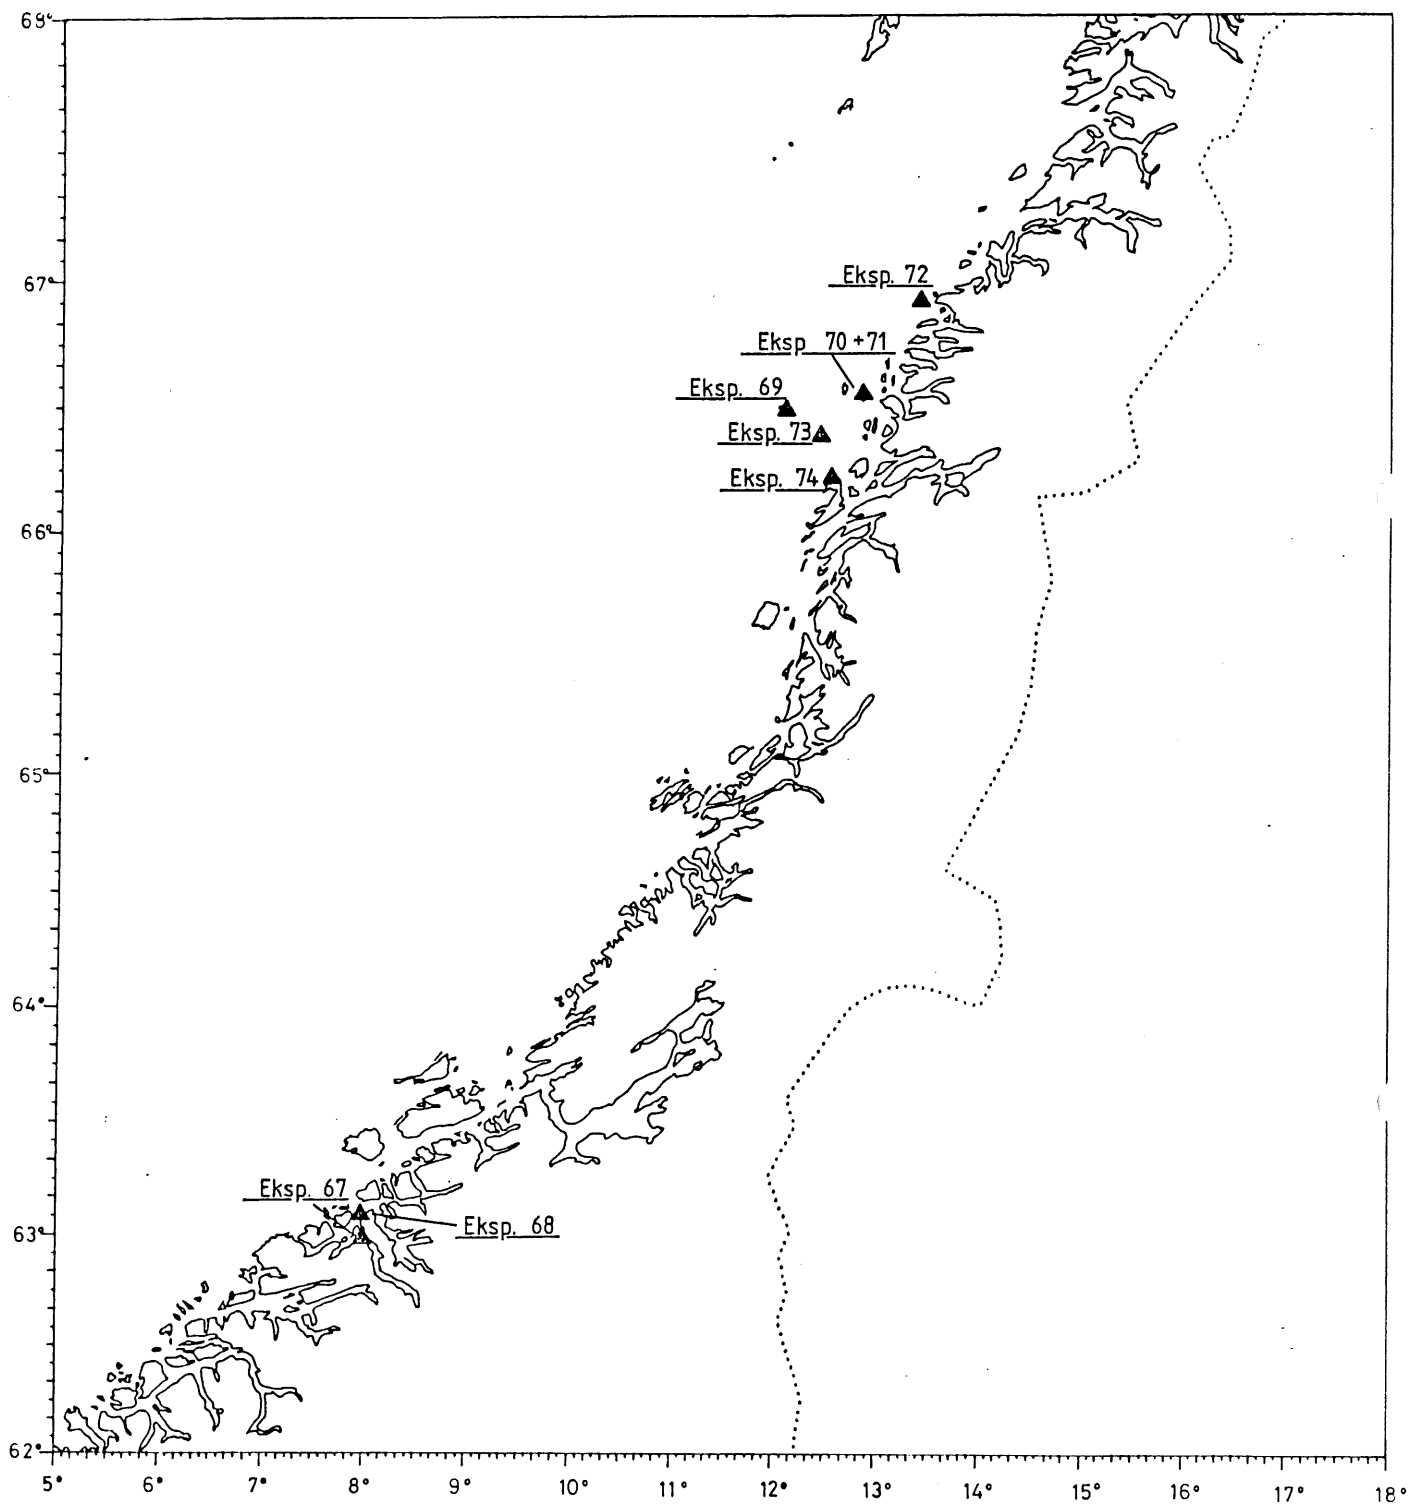 68°
67°
66°
65°
64°
63°
62°
Eksp. 72
Eksp 70+71
Eksp. 69
Eksp. 73
Eksp. 74
Eksp. 67
Eksp. 68
5° 6° 7° 8° 9° 10° 11° 12° 13° 14° 15° 16° 17° 18°